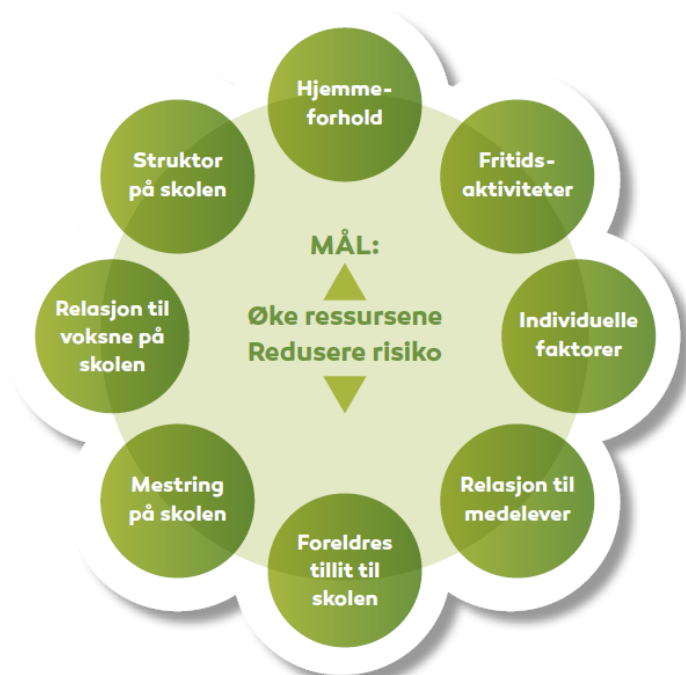 Hjemme-
forhold
Fritids-
aktiviteter
Individuelle
faktorer
Relasjon til
medelever
Foreldres
tillit til
skolen
Mestring
på skolen
Relasjon til
voksne på
skolen
Struktor
på skolen
MÅL:
Øke ressursene
Redusere risiko